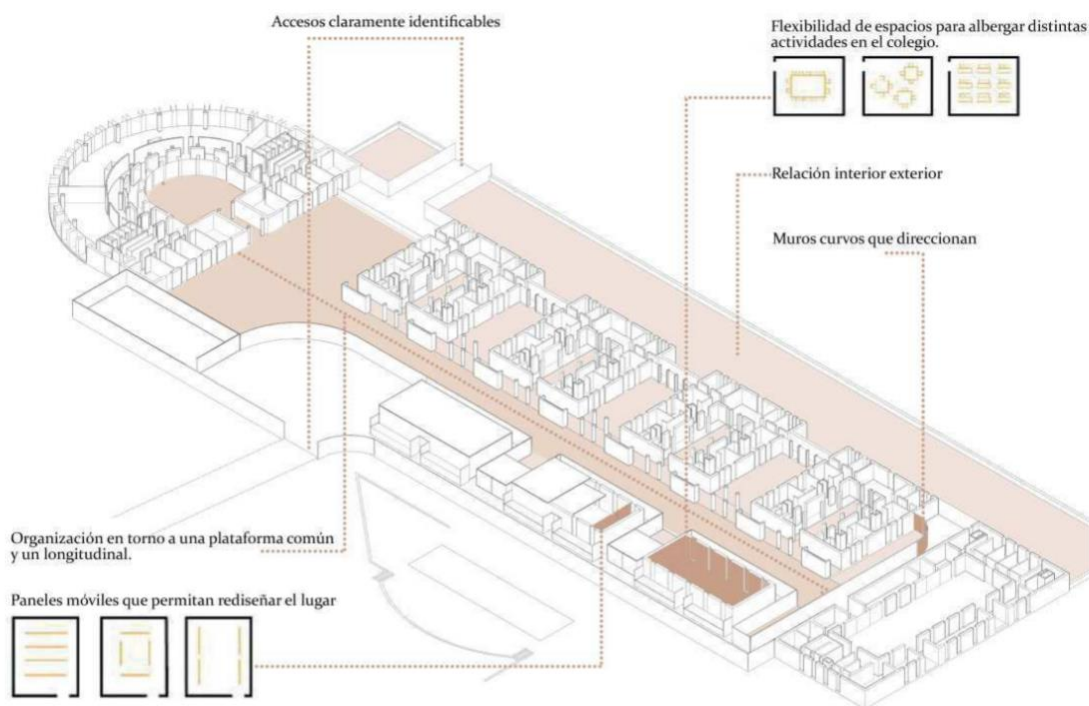 Accesos claramente identificables
Flexibilidad de espacios para albergar distintas
actividades en el colegio.
Relación interior exterior
Muros curvos que direccionan
Organización en torno a una plataforma común
y un longitudinal.
Paneles móviles que permitan rediseñar el lugar